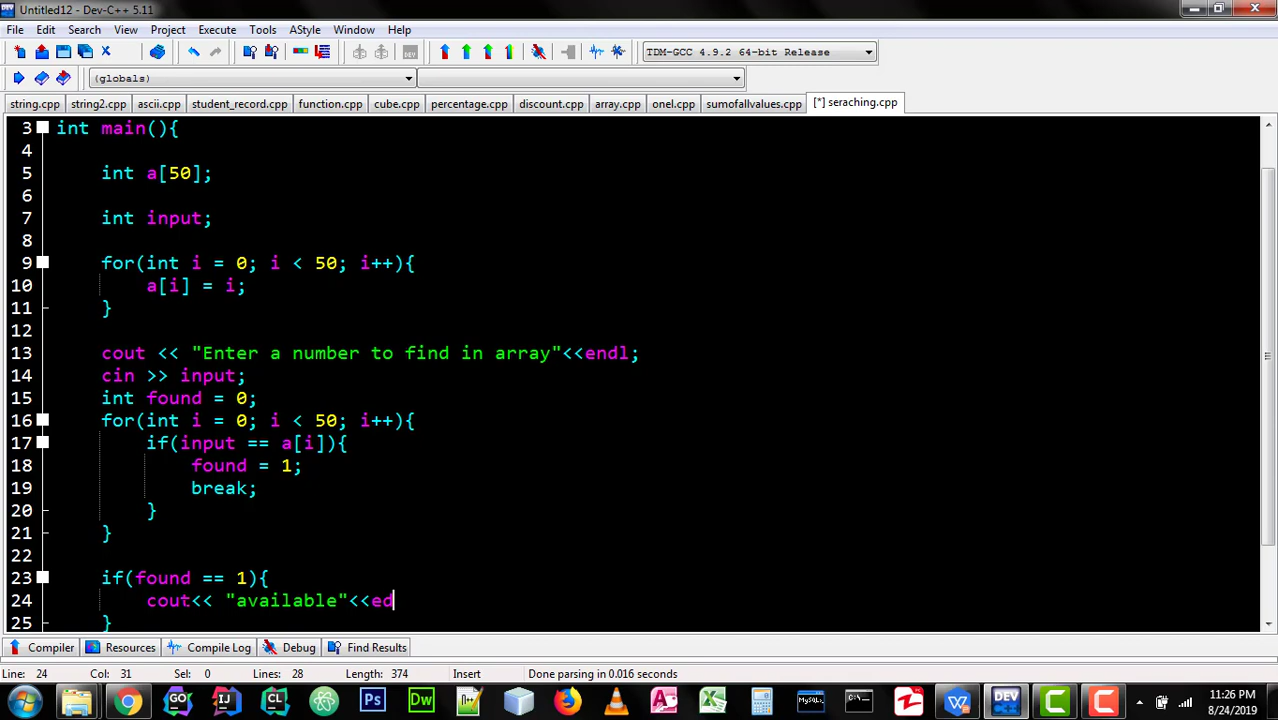 Untitled12 - Dev-C++ 5.11
File Edit Search View Project Execute Tools AStyle Window Help
TDM-GCC 4.9.2 64-bit Release
(globals)
string.cpp string2.cpp ascii.cpp student_record.cpp function.cpp cube.cpp percentage.cpp discount.cpp array.cpp onel.cpp sumofallvalues.cpp [*] seraching.cpp
3 int main(){
4
5 int a[50];
6
7 int input;
8
9 for(int i = 0; i < 50; i++){
10 a[i] = i;
11 }
12
13 cout << "Enter a number to find in array"<<endl;
14 cin >> input;
15 int found = 0;
16 for(int i = 0; i < 50; i++){
17 if(input == a[i]){
18 found = 1;
19 break;
20 }
21 }
22
23 if(found == 1){
24 cout<< "available"<<ed
25 }
Compiler Resources Compile Log Debug Find Results
Line: 24 Col: 31 Sel: 0 Lines: 28 Length: 374 Insert Done parsing in 0.016 seconds
GO IJ CL Ps Dw MySQL DEV
11:26 PM
8/24/2019